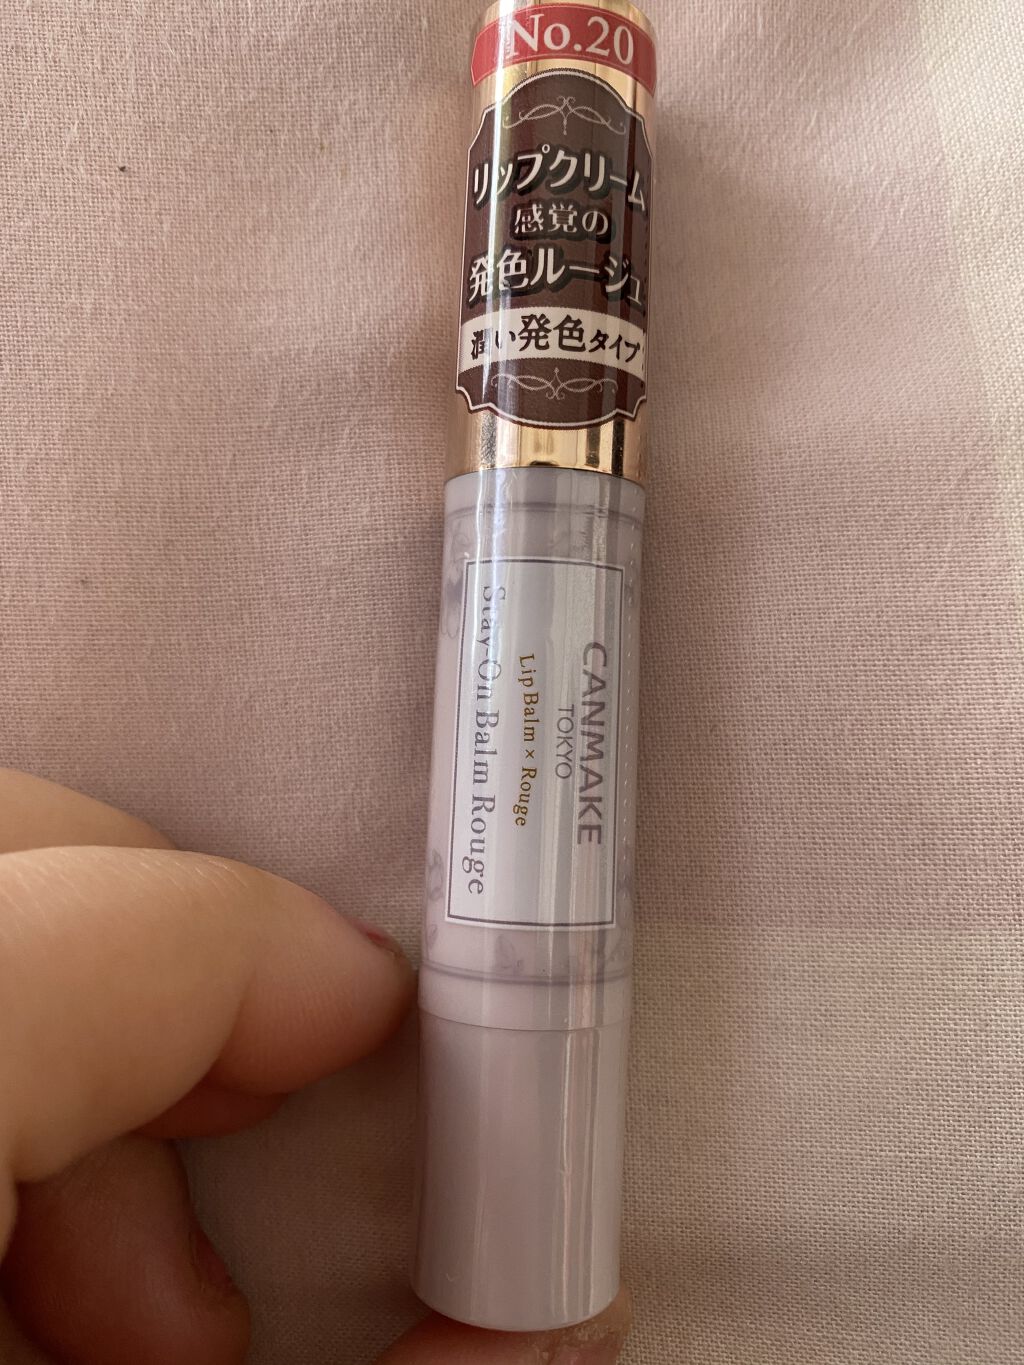 No.20
リップクリーム
感覚の
発色ルージュ
潤い発色タイプ
CANMAKE
TOKYO
Lip Balm × Rouge
Stay-On Balm Rouge